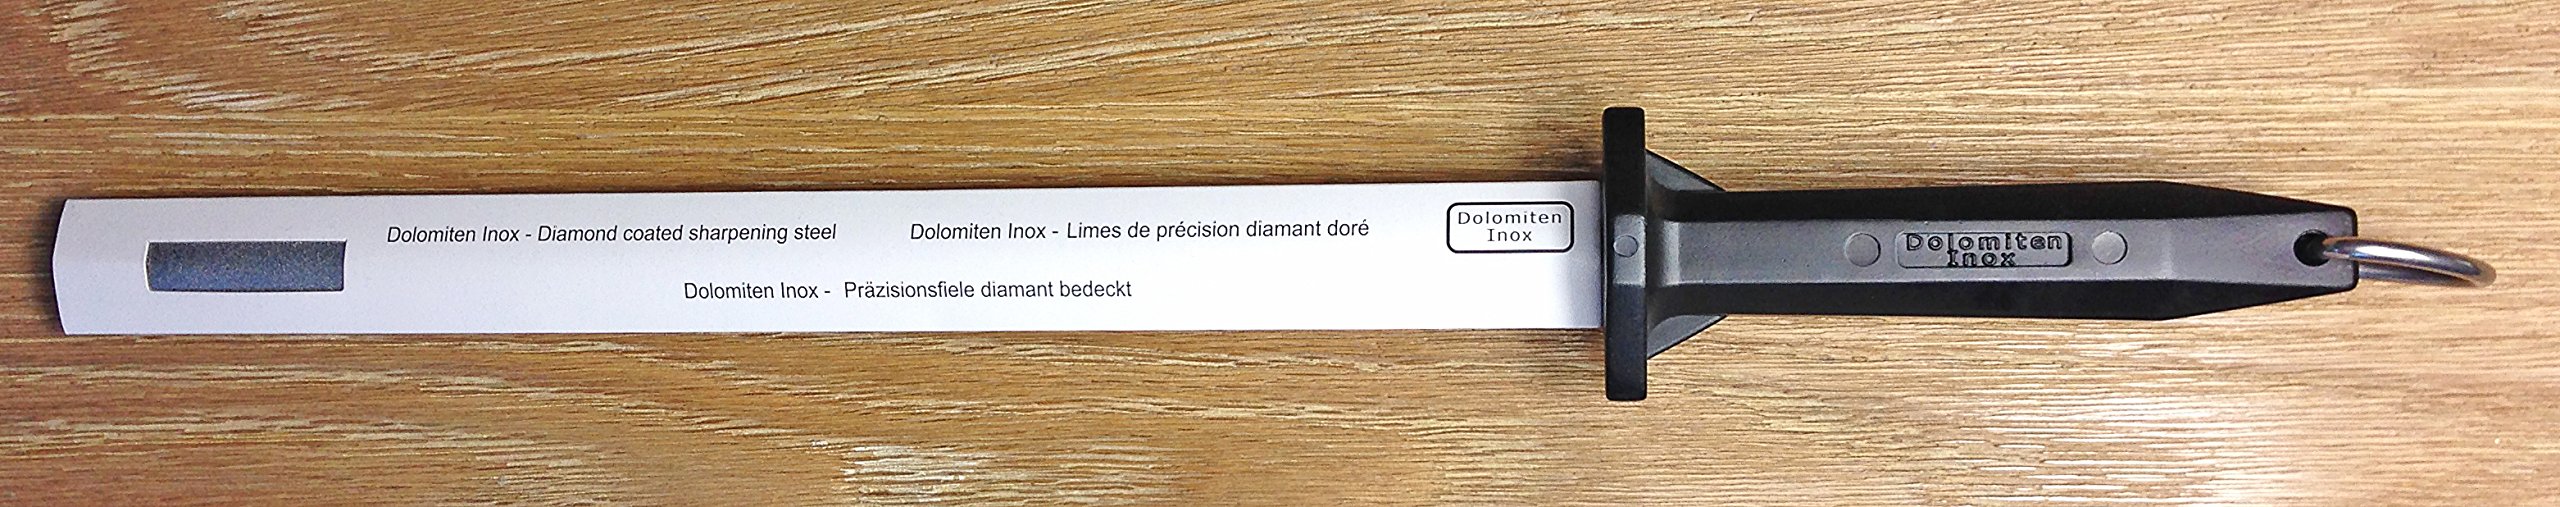 Dolomiten Inox - Diamond coated sharpening steel
Dolomiten Inox - Limes de précision diamant doré
Dolomiten Inox - Präzisionsfiele diamant bedeckt
Dolomiten
Inox
Dolomiten
Inox